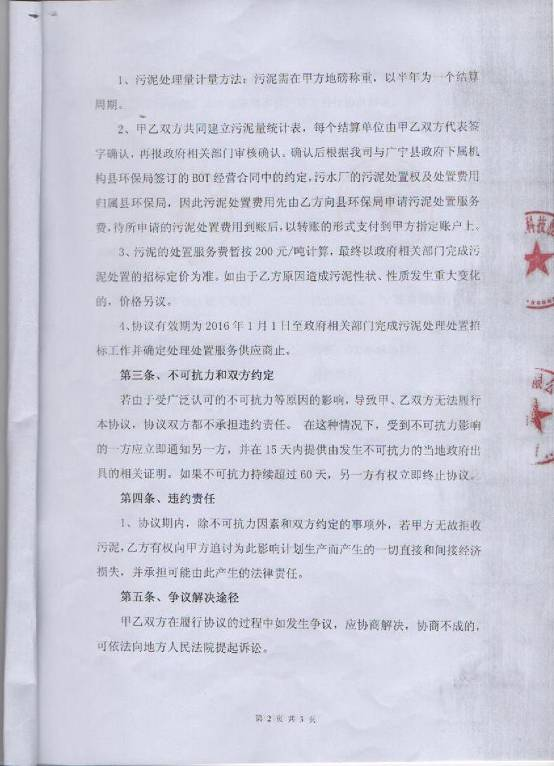 1、污泥处理量计量方法：污泥需在甲方地磅称重，以半年为一个结算
周期。
2、甲乙双方共同建立污泥量统计表，每个结算单位由甲乙双方代表签
字确认，再报政府相关部门审核确认。确认后根据我司与广宁县政府下属机
构县环保局签订的 BOT 经营合同中的约定，污水厂的污泥处置权及处置费用
归属县环保局，因此污泥处置费用先由乙方向县环保局申请污泥处置服务
费，待所申请的污泥处置费用到账后，以转账的形式支付到甲方指定账户上。
3、污泥的处置服务费暂按 200 元/吨计算，最终以政府相关部门完成污
泥处置的招标定价为准。如由于乙方原因造成污泥性状、性质发生重大变化
的，价格另议。
4、协议有效期为 2016 年 1 月 1 日至政府相关部门完成污泥处理处置招
标工作并确定处理处置服务供应商止。
第三条、不可抗力和双方约定
若由于受广泛认可的不可抗力等原因的影响，导致甲、乙双方无法履行
本协议，协议双方都不承担违约责任。 在这种情况下，受到不可抗力影响
的一方应立即通知另一方，并在 15 天内提供由发生不可抗力的当地政府出
具的相关证明。如果不可抗力持续超过 60 天，另一方有权立即终止协议。
第四条、违约责任
1、协议期内，除不可抗力因素和双方约定的事项外，若甲方无故拒收
污泥，乙方有权向甲方追讨为此影响计划生产而产生的一切直接和间接经济
损失，并承担可能由此产生的法律责任。
第五条、争议解决途径
甲乙双方在履行协议的过程中如发生争议，应协商解决，协商不成的，
可依法向地方人民法院提起诉讼。
第 2 页 共 3 页
科技
限公